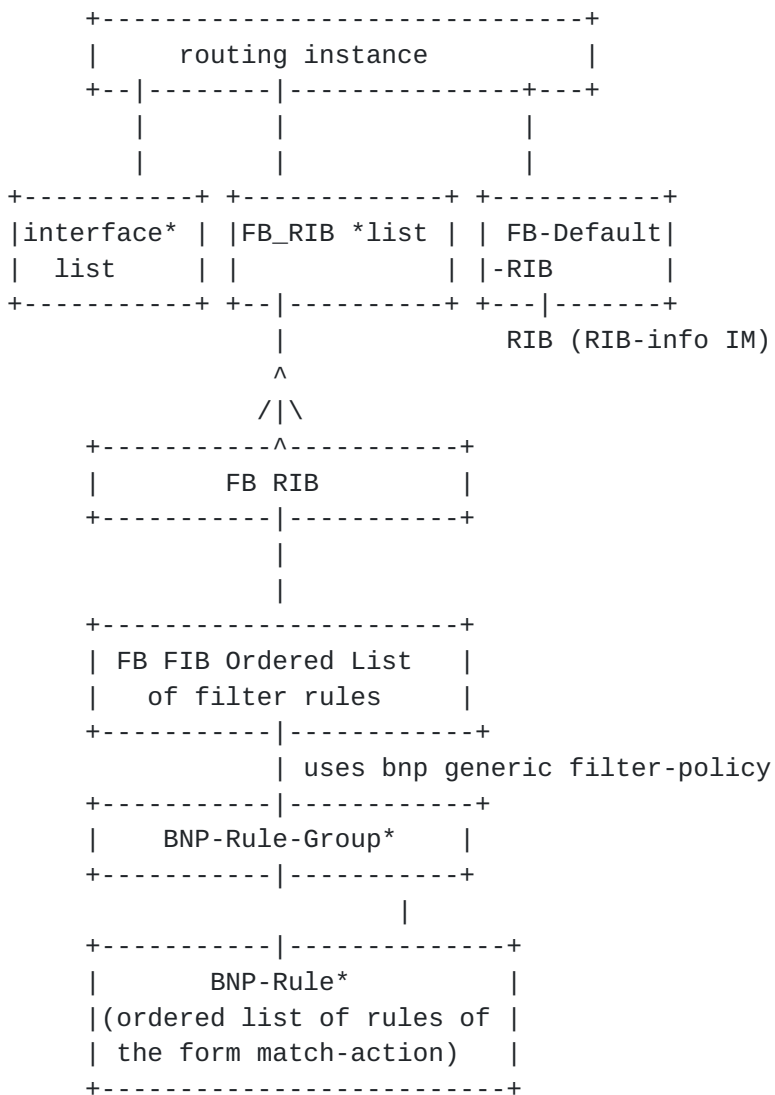 +-------------------------------+
|     routing instance          |
+--|--------|---------------+---+
|        |               |
|        |               |
+-----------+ +-------------+ +-----------+
|interface* | |FB_RIB *list | | FB-Default|
|  list     | |             | |-RIB       |
+-----------+ +--|----------+ +---|-------+
|              RIB (RIB-info IM)
^
/|\
+-----------^-----------+
|        FB RIB         |
+-----------|-----------+
|
|
+-----------------------+
| FB FIB Ordered List   |
|   of filter rules     |
+-----------|------------+
| uses bnp generic filter-policy
+-----------|------------+
|    BNP-Rule-Group*    |
+-----------|-----------+
|
+-----------|--------------+
|       BNP-Rule*          |
|(ordered list of rules of |
| the form match-action)   |
+--------------------------+